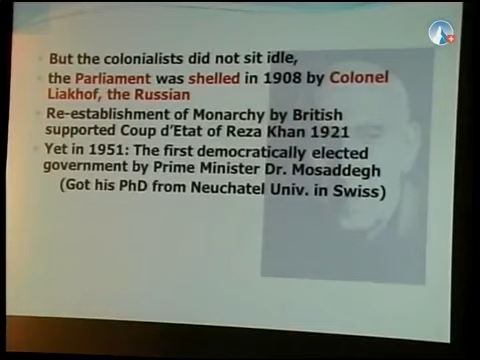 But the colonialists did not sit idle,
the Parliament was shelled in 1908 by Colonel
Liakhof, the Russian
Re-establishment of Monarchy by British
supported Coup d'Etat of Reza Khan 1921
Yet in 1951: The first democratically elected
government by Prime Minister Dr. Mosaddegh
(Got his PhD from Neuchatel Univ. in Swiss)